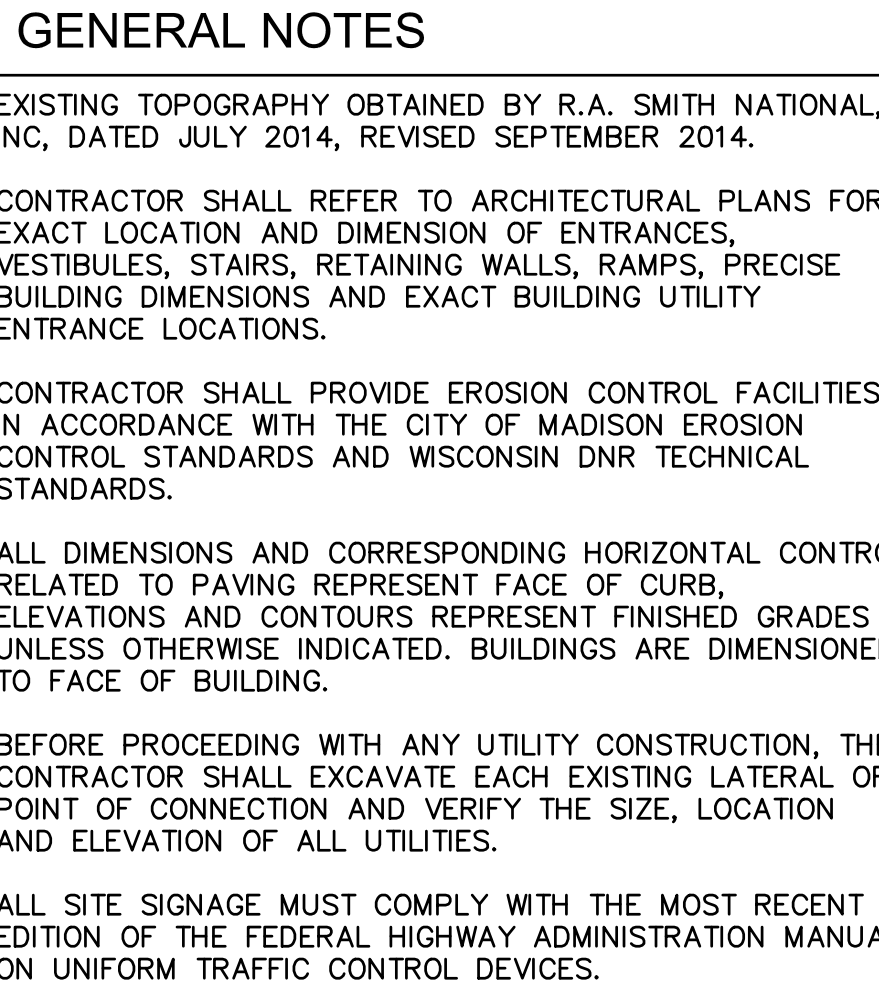 GENERAL NOTES
EXISTING TOPOGRAPHY OBTAINED BY R.A. SMITH NATIONAL,
INC, DATED JULY 2014, REVISED SEPTEMBER 2014.
CONTRACTOR SHALL REFER TO ARCHITECTURAL PLANS FOR
EXACT LOCATION AND DIMENSION OF ENTRANCES,
VESTIBULES, STAIRS, RETAINING WALLS, RAMPS, PRECISE
BUILDING DIMENSIONS AND EXACT BUILDING UTILITY
ENTRANCE LOCATIONS.
CONTRACTOR SHALL PROVIDE EROSION CONTROL FACILITIES
IN ACCORDANCE WITH THE CITY OF MADISON EROSION
CONTROL STANDARDS AND WISCONSIN DNR TECHNICAL
STANDARDS.
ALL DIMENSIONS AND CORRESPONDING HORIZONTAL CONTRO
RELATED TO PAVING REPRESENT FACE OF CURB,
ELEVATIONS AND CONTOURS REPRESENT FINISHED GRADES
UNLESS OTHERWISE INDICATED. BUILDINGS ARE DIMENSIONE
TO FACE OF BUILDING.
BEFORE PROCEEDING WITH ANY UTILITY CONSTRUCTION, TH
CONTRACTOR SHALL EXCAVATE EACH EXISTING LATERAL OR
POINT OF CONNECTION AND VERIFY THE SIZE, LOCATION
AND ELEVATION OF ALL UTILITIES.
ALL SITE SIGNAGE MUST COMPLY WITH THE MOST RECENT
EDITION OF THE FEDERAL HIGHWAY ADMINISTRATION MANUA
ON UNIFORM TRAFFIC CONTROL DEVICES.